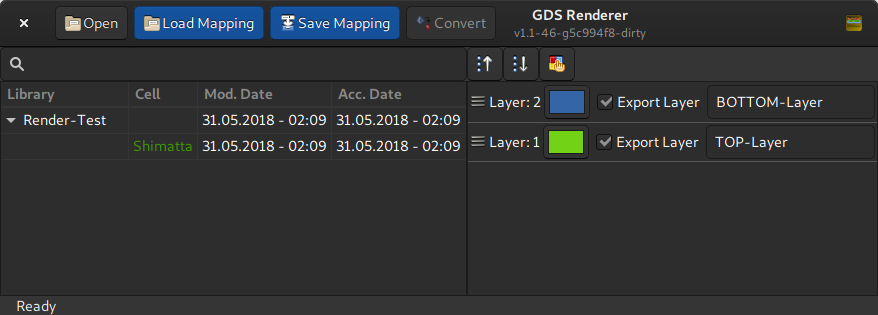 Open Load Mapping Save Mapping Convert GDS Renderer
v1.1-46-g5c994f8-dirty
Library Cell Mod. Date Acc. Date
Render-Test 31.05.2018 - 02:09 31.05.2018 - 02:09
Shimatta 31.05.2018 - 02:09 31.05.2018 - 02:09
Layer: 2 Export Layer BOTTOM-Layer
Layer: 1 Export Layer TOP-Layer
Ready